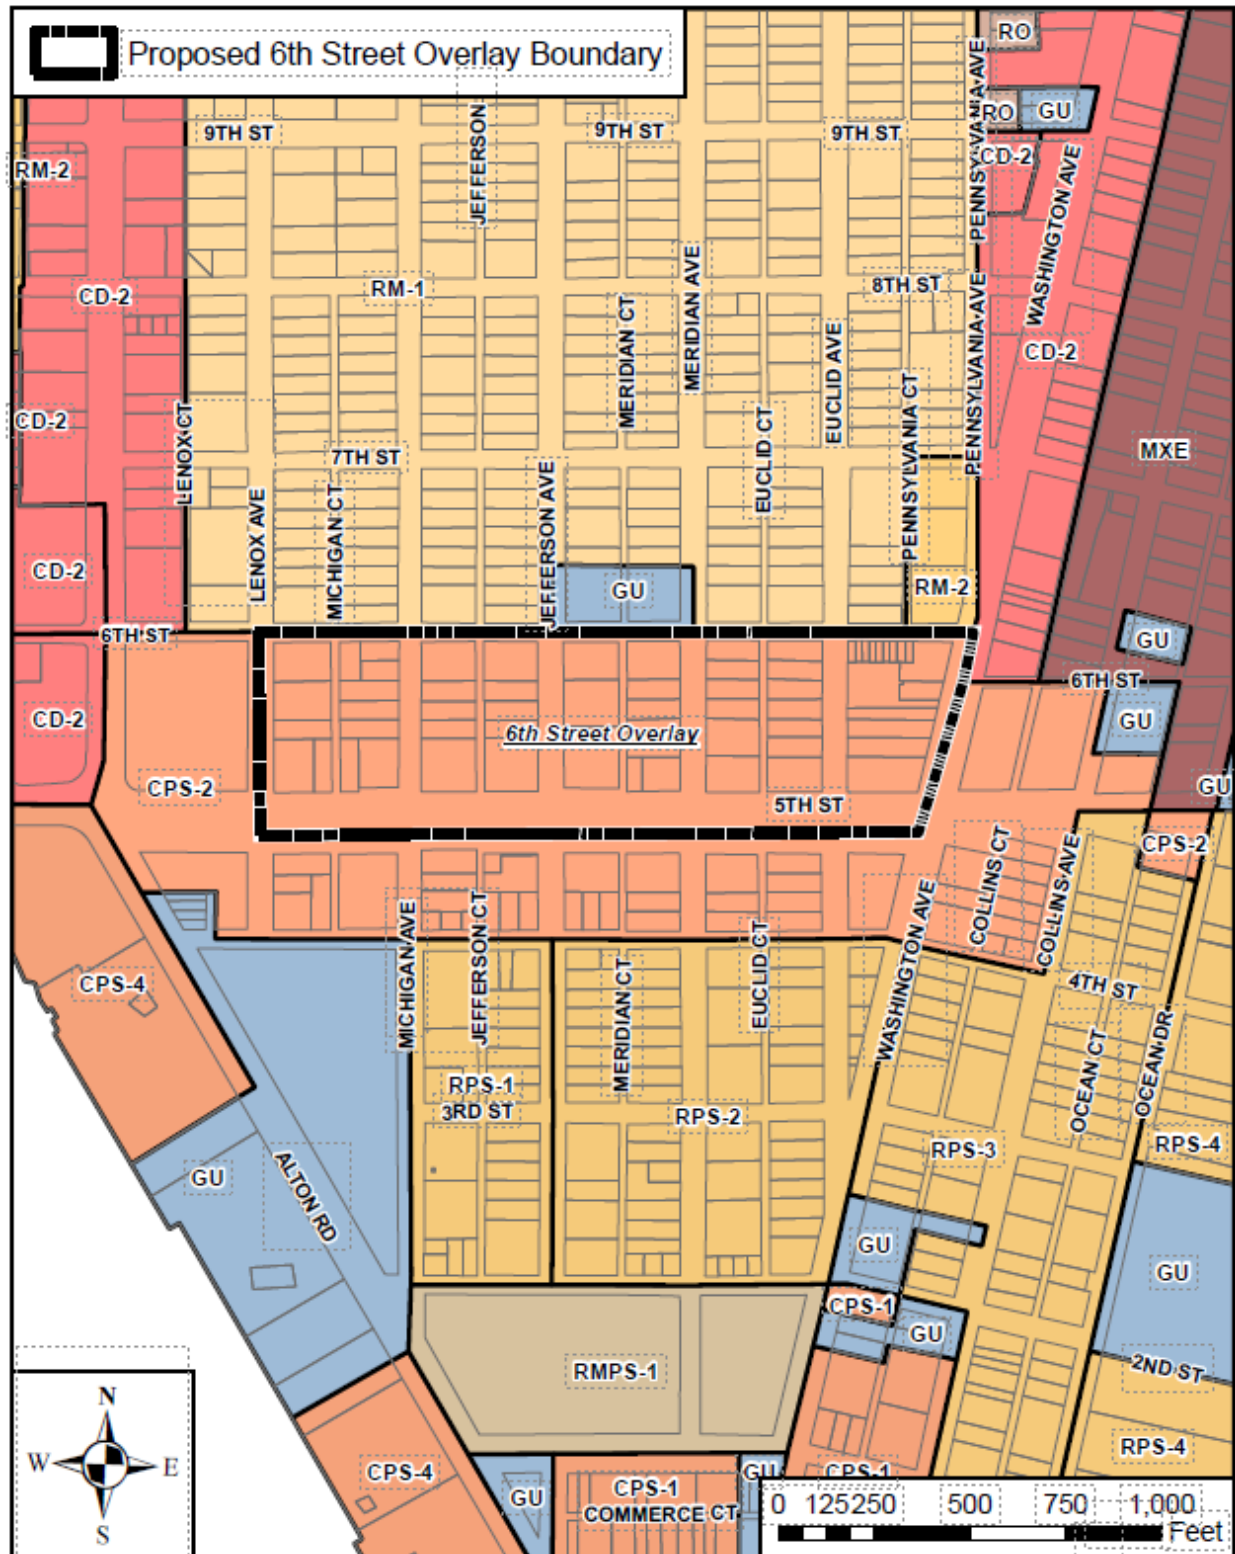 Proposed 6th Street Overlay Boundary
RO
RO
GU
9TH ST
9TH ST
9TH ST
JEFFERSON
PENNSYLVANIA AVE
CD-2
RM-2
WASHINGTON AVE
CD-2
RM-1
8TH ST
MERIDIAN AVE
MERIDIAN CT
EUCLID AVE
PENNSYLVANIA AVE
CD-2
CD-2
LENOX CT
7TH ST
EUCLID CT
PENNSYLVANIA CT
MXE
LENOX AVE
MICHIGAN CT
JEFFERSON AVE
CD-2
GU
RM-2
6TH ST
GU
6TH ST
CD-2
6th Street Overlay
GU
CPS-2
5TH ST
GU
CPS-2
COLLINS CT
COLLINS AVE
WASHINGTON AVE
CPS-4
MICHIGAN AVE
JEFFERSON CT
MERIDIAN CT
EUCLID CT
4TH ST
OCEAN CT
OCEAN DR
RPS-1
3RD ST
RPS-2
RPS-3
RPS-4
GU
ALTON RD
GU
GU
CPS-1
GU
RMPS-1
2ND ST
RPS-4
N
W
E
S
CPS-4
GU
CPS-1
COMMERCE CT
GU
CPS-1
0 125 250 500 750 1,000
Feet